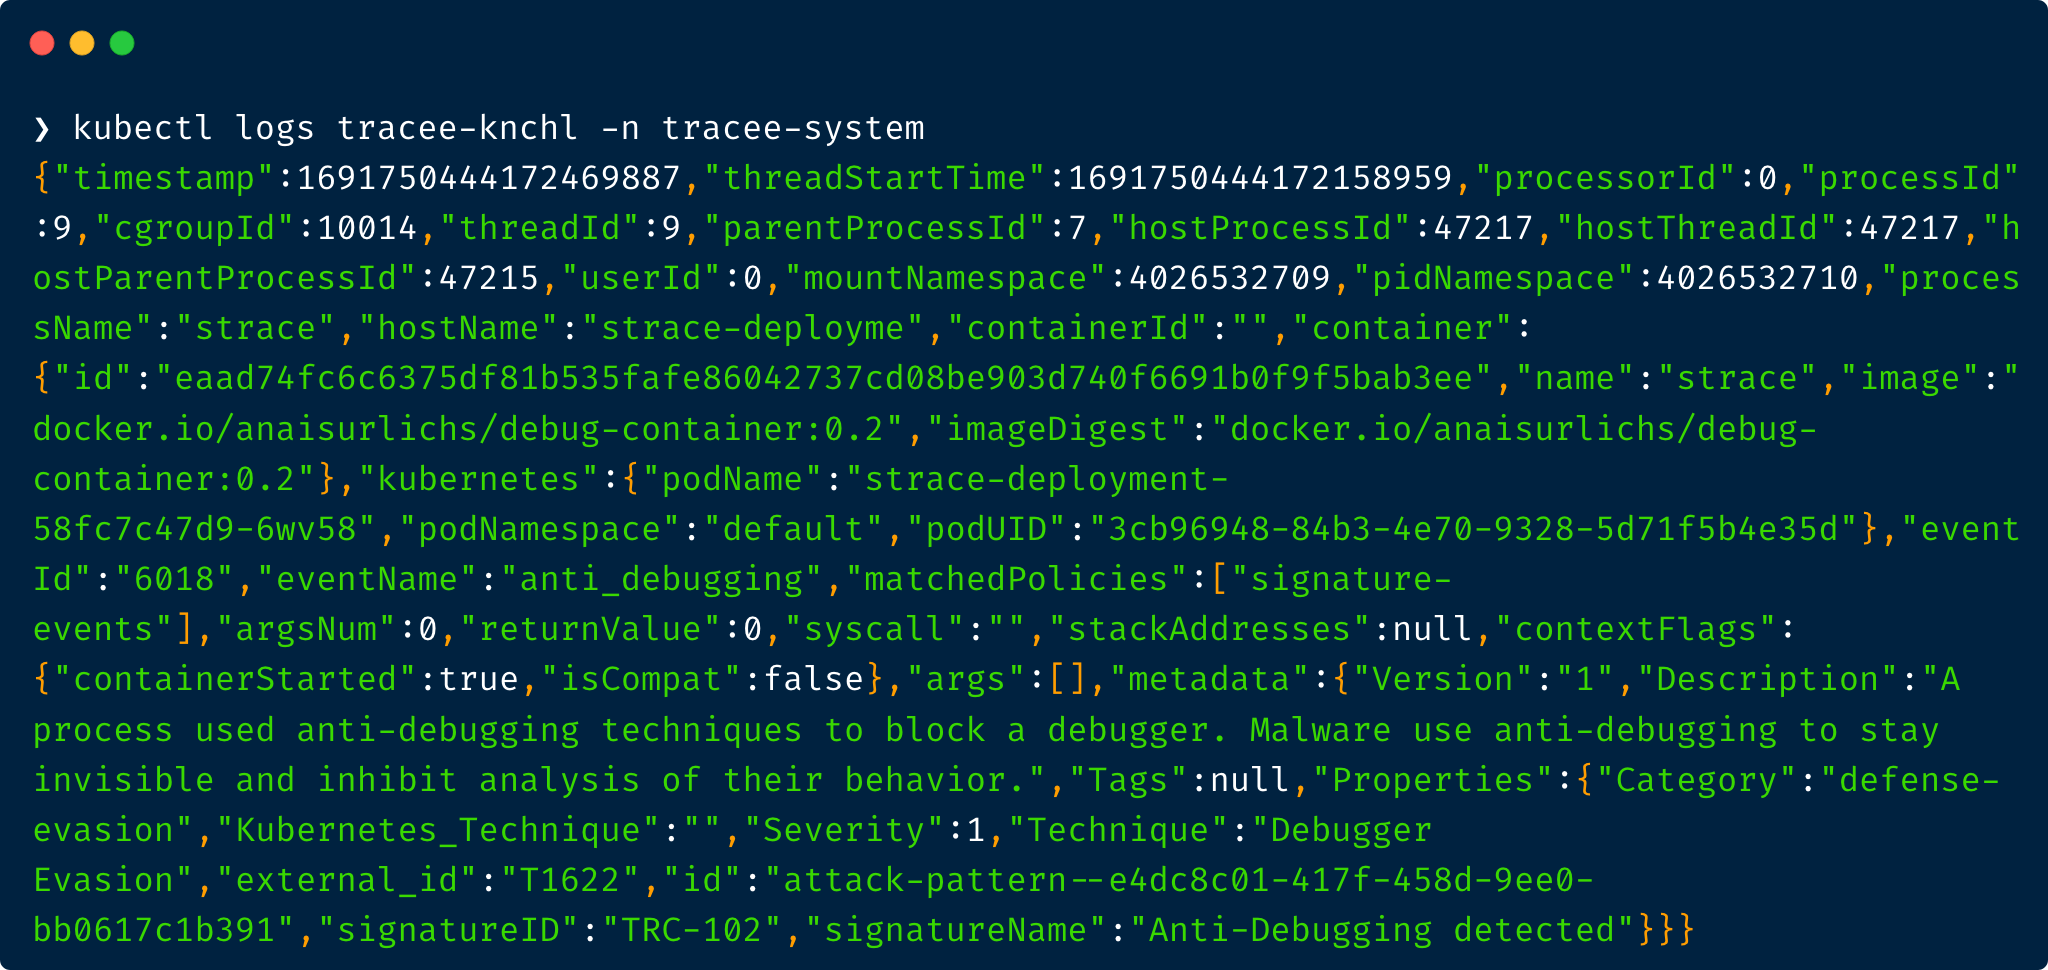 ❯ kubectl logs tracee-knchl -n tracee-system
{"timestamp":1691750444172469887,"threadStartTime":1691750444172158959,"processorId":0,"processId"
:9,"cgroupId":10014,"threadId":9,"parentProcessId":7,"hostProcessId":47217,"hostThreadId":47217,"h
ostParentProcessId":47215,"userId":0,"mountNamespace":4026532709,"pidNamespace":4026532710,"proces
sName":"strace","hostName":"strace-deployme","containerId":"","container":
{"id":"eaad74fc6c6375df81b535fafe86042737cd08be903d740f6691b0f9f5bab3ee","name":"strace","image":"
docker.io/anaisurlichs/debug-container:0.2","imageDigest":"docker.io/anaisurlichs/debug-
container:0.2"},"kubernetes":{"podName":"strace-deployment-
58fc7c47d9-6wv58","podNamespace":"default","podUID":"3cb96948-84b3-4e70-9328-5d71f5b4e35d"},"event
Id":"6018","eventName":"anti_debugging","matchedPolicies":["signature-
events"],"argsNum":0,"returnValue":0,"syscall":"","stackAddresses":null,"contextFlags":
{"containerStarted":true,"isCompat":false},"args":[],"metadata":{"Version":"1","Description":"A
process used anti-debugging techniques to block a debugger. Malware use anti-debugging to stay
invisible and inhibit analysis of their behavior.","Tags":null,"Properties":{"Category":"defense-
evasion","Kubernetes_Technique":"","Severity":1,"Technique":"Debugger
Evasion","external_id":"T1622","id":"attack-pattern--e4dc8c01-417f-458d-9ee0-
bb0617c1b391","signatureID":"TRC-102","signatureName":"Anti-Debugging detected"}}}